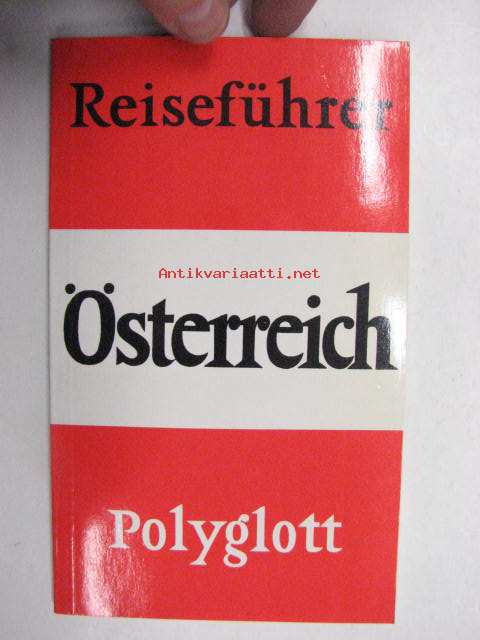 Reiseführer
Antikvariaatti.net
Österreich
Polyglott